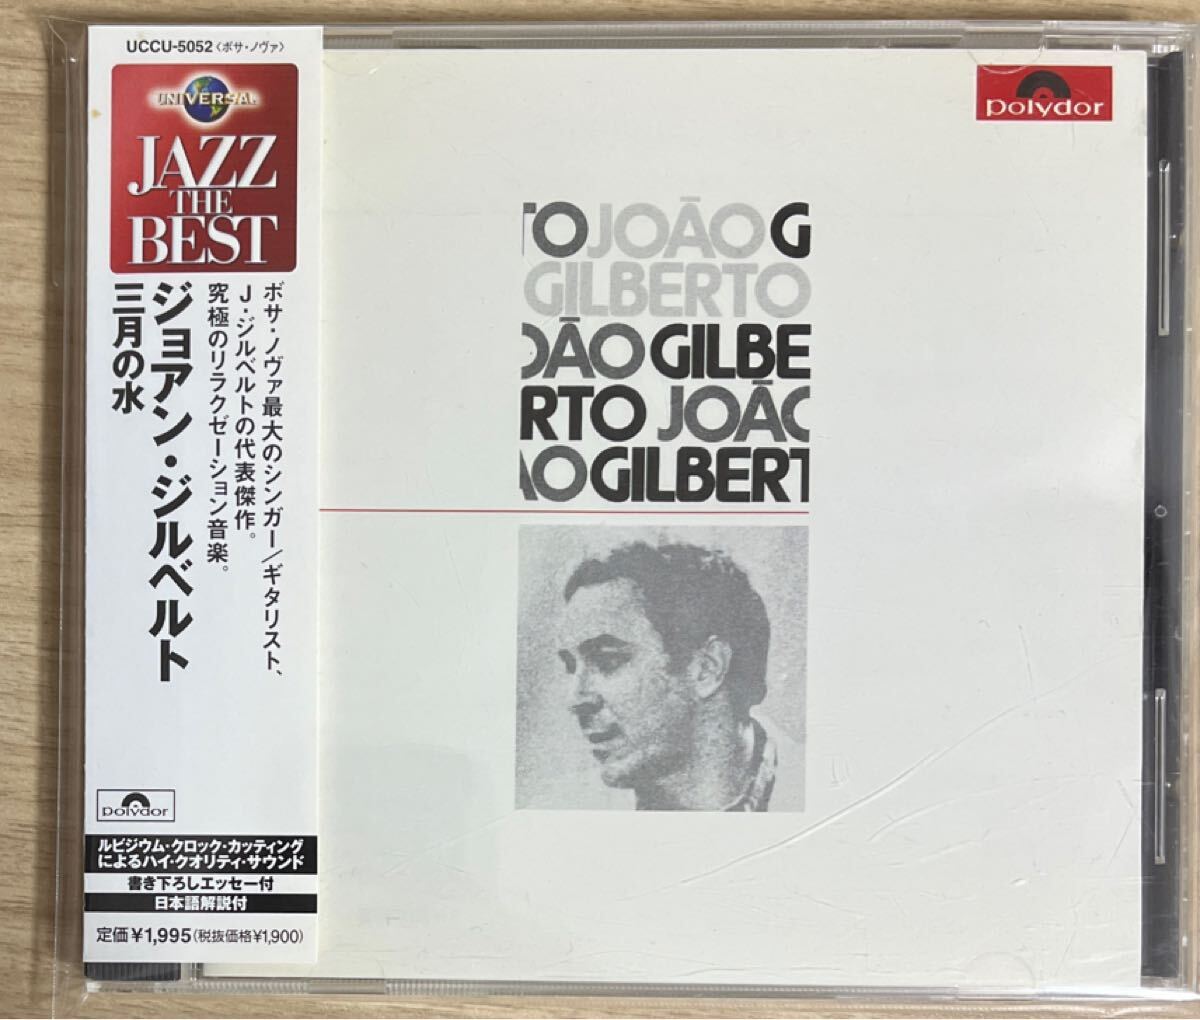 UCCU-5052〈ボサ・ノヴァ〉
UNIVERSAL
JAZZ
THE
BEST
ボサ・ノヴァ最大のシンガー/ギタリスト、
J・ジルベルトの代表傑作。
究極のリラクゼーション音楽。
ジョアン・ジルベルト
三月の水
polydor
ルビジウム・クロック・カッティング
によるハイ・クオリティ・サウンド
書き下ろしエッセー付
日本語解説付
定価¥1,995(税抜価格¥1,900)
polydor
TO JOÃO G
GILBERTO
OÃO GILBE
ERTO JOÃO
ÃO GILBERT